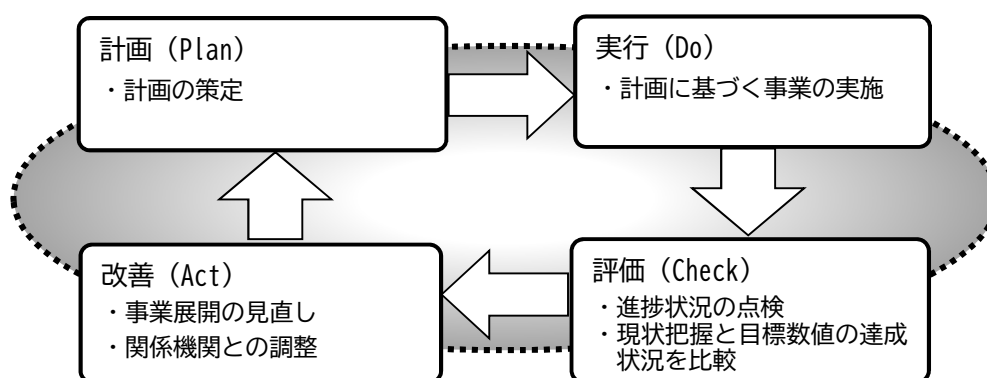 計画（Plan）
・計画の策定
実行（Do）
・計画に基づく事業の実施
改善（Act）
・事業展開の見直し
・関係機関との調整
評価（Check）
・進捗状況の点検
・現状把握と目標数値の達成
状況を比較